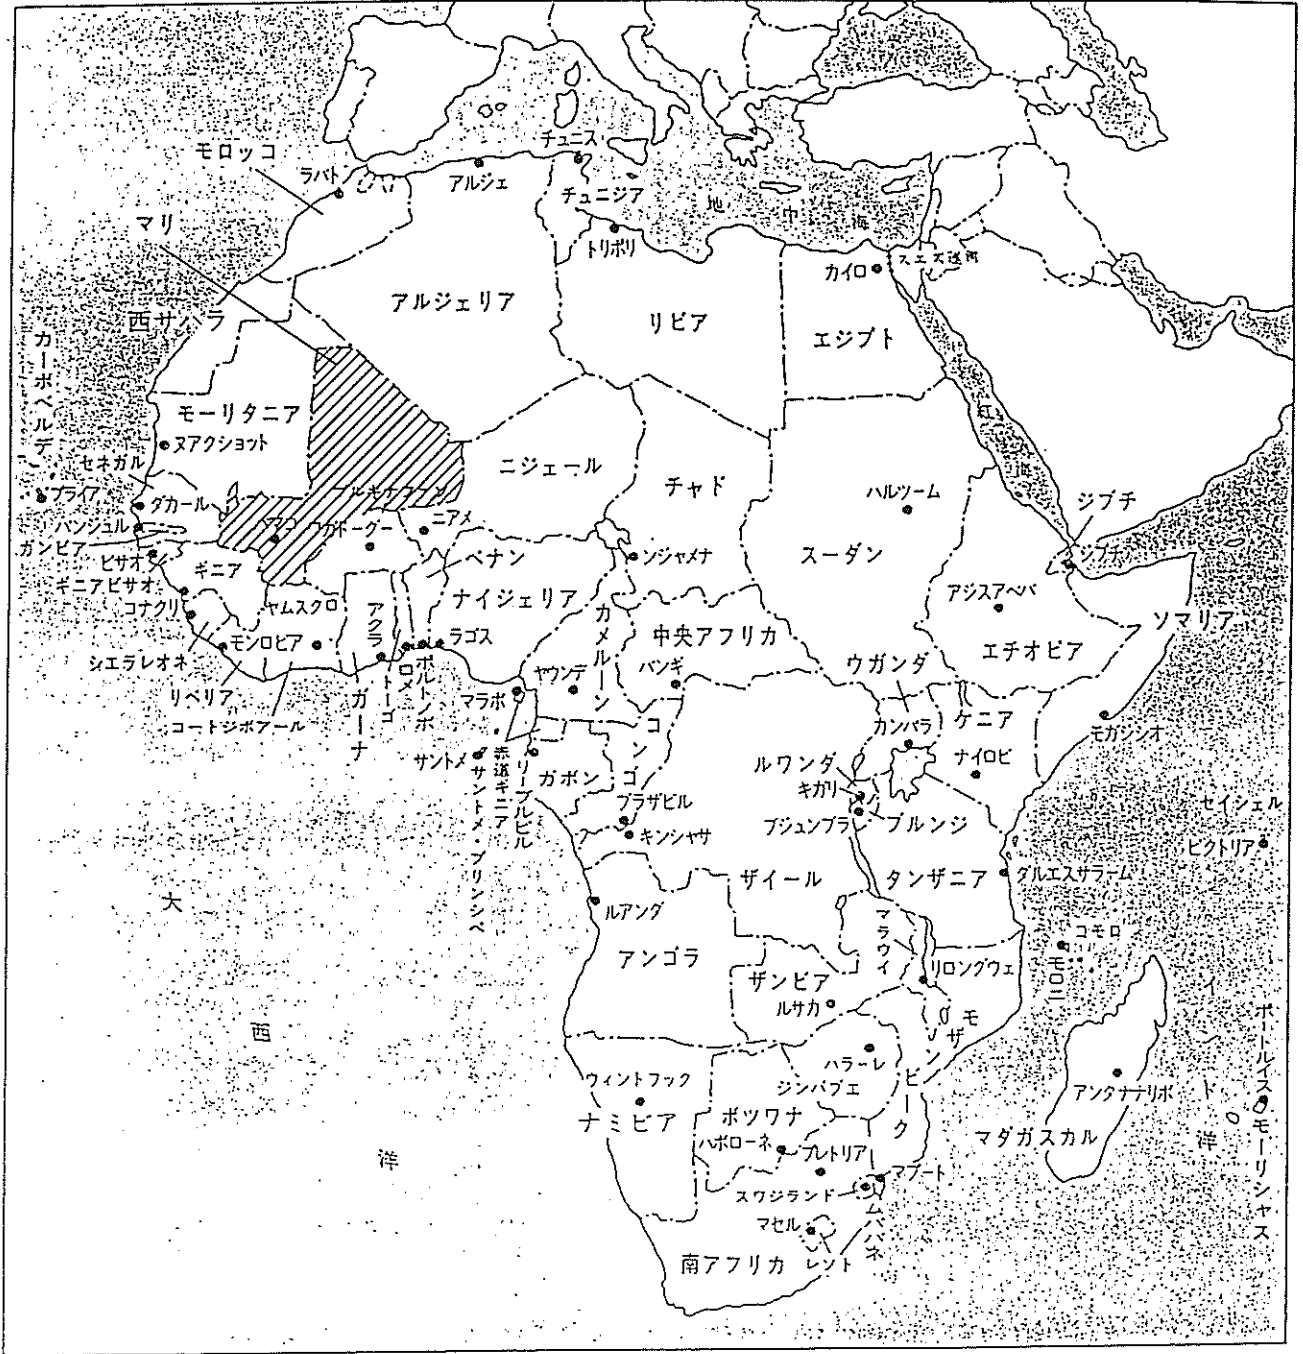 チュニス
モロッコ
ラバト
アルジェ
チュニジア
地中海
マリ
トリポリ
カイロ
スエズ運河
アルジェリア
リビア
エジプト
西サハラ
カーボベルデ
紅海
モーリタニア
ヌアクショット
ニジェール
チャド
セネガル
プライア
ダカール
ブルキナファソ
ハルツーム
ジブチ
バンジュル
ワガドーグー
ニアメ
ガンビア
ビサオ
ギニア
ベナン
ンジャメナ
スーダン
ジブチ
ギニアビサオ
コナクリ
ヤムスクロ
アクラ
ナイジェリア
カメルーン
アジスアベバ
ソマリア
モンロビア
ラゴス
中央アフリカ
エチオピア
シエラレオネ
ロメ
ポルトノボ
ヤウンデ
バンギ
ウガンダ
リベリア
トーゴ
マラボ
コンゴ
カンパラ
ケニア
コートジボアール
ガーナ
モガジシオ
サントメ
サントメ・プリンシペ
赤道ギニア
リーブルビル
ガボン
ルワンダ
ナイロビ
キガリ
セイシェル
ブラザビル
キンシャサ
ブジュンブラ
ブルンジ
ビクトリア
ザイール
タンザニア
ダルエスサラーム
大西洋
ルアンダ
マラウイ
コモロ
モロニ
アンゴラ
ザンビア
リロングウェ
ルサカ
モザンビーク
インド洋
ポールイス
ハラーレ
ウィントフック
ジンバブエ
アンタナナリボ
ナミビア
ボツワナ
マダガスカル
モーリシャス
ハボローネ
プレトリア
マプート
スワジランド
ムババネ
マセル
南アフリカ
レソト